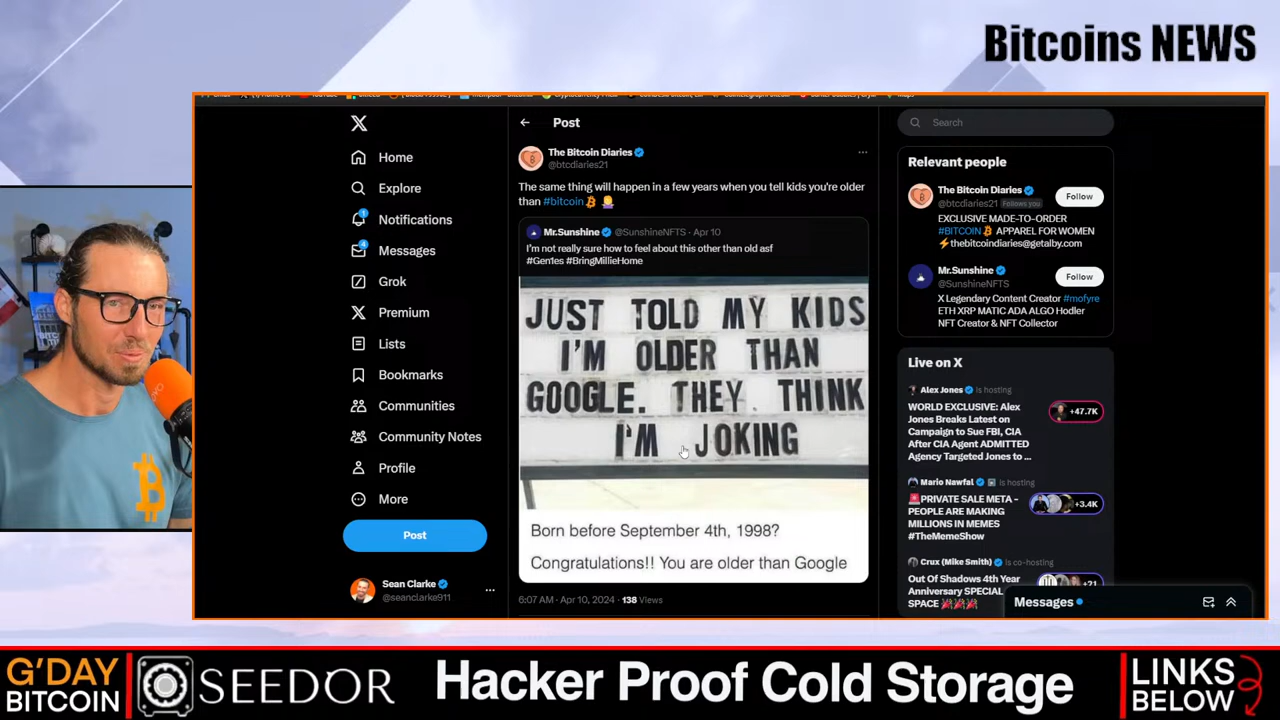 Bitcoins NEWS
Post
Search
The Bitcoin Diaries
@btcdiaries21
The same thing will happen in a few years when you tell kids you're older
than #bitcoin
Mr.Sunshine @SunshineNFTS · Apr 10
I'm not really sure how to feel about this other than old asf
#Gen1es #BringMillieHome
JUST TOLD MY KIDS
I'M OLDER THAN
GOOGLE. THEY THINK
I'M JOKING
Born before September 4th, 1998?
Congratulations!! You are older than Google
6:07 AM · Apr 10, 2024 · 138 Views
Home
Explore
1
Notifications
4
Messages
Grok
Premium
Lists
Bookmarks
Communities
Community Notes
Profile
More
Post
Sean Clarke
@seanclarke911
Relevant people
The Bitcoin Diaries
@btcdiaries21 Follows you
Follow
EXCLUSIVE MADE-TO-ORDER
#BITCOIN APPAREL FOR WOMEN
thebitcoindiaries@getalby.com
Mr.Sunshine
@SunshineNFTS
Follow
X Legendary Content Creator #mofyre
ETH XRP MATIC ADA ALGO Hodler
NFT Creator & NFT Collector
Live on X
Alex Jones is hosting
WORLD EXCLUSIVE: Alex
Jones Breaks Latest on
Campaign to Sue FBI, CIA
After CIA Agent ADMITTED
Agency Targeted Jones to ...
+47.7K
Mario Nawfal is hosting
PRIVATE SALE META -
PEOPLE ARE MAKING
MILLIONS IN MEMES
#TheMemeShow
+3.4K
Crux (Mike Smith) is co-hosting
Out Of Shadows 4th Year
Anniversary SPECIAL
SPACE
+71
Messages
G'DAY
BITCOIN
SEEDOR
Hacker Proof Cold Storage
LINKS
BELOW